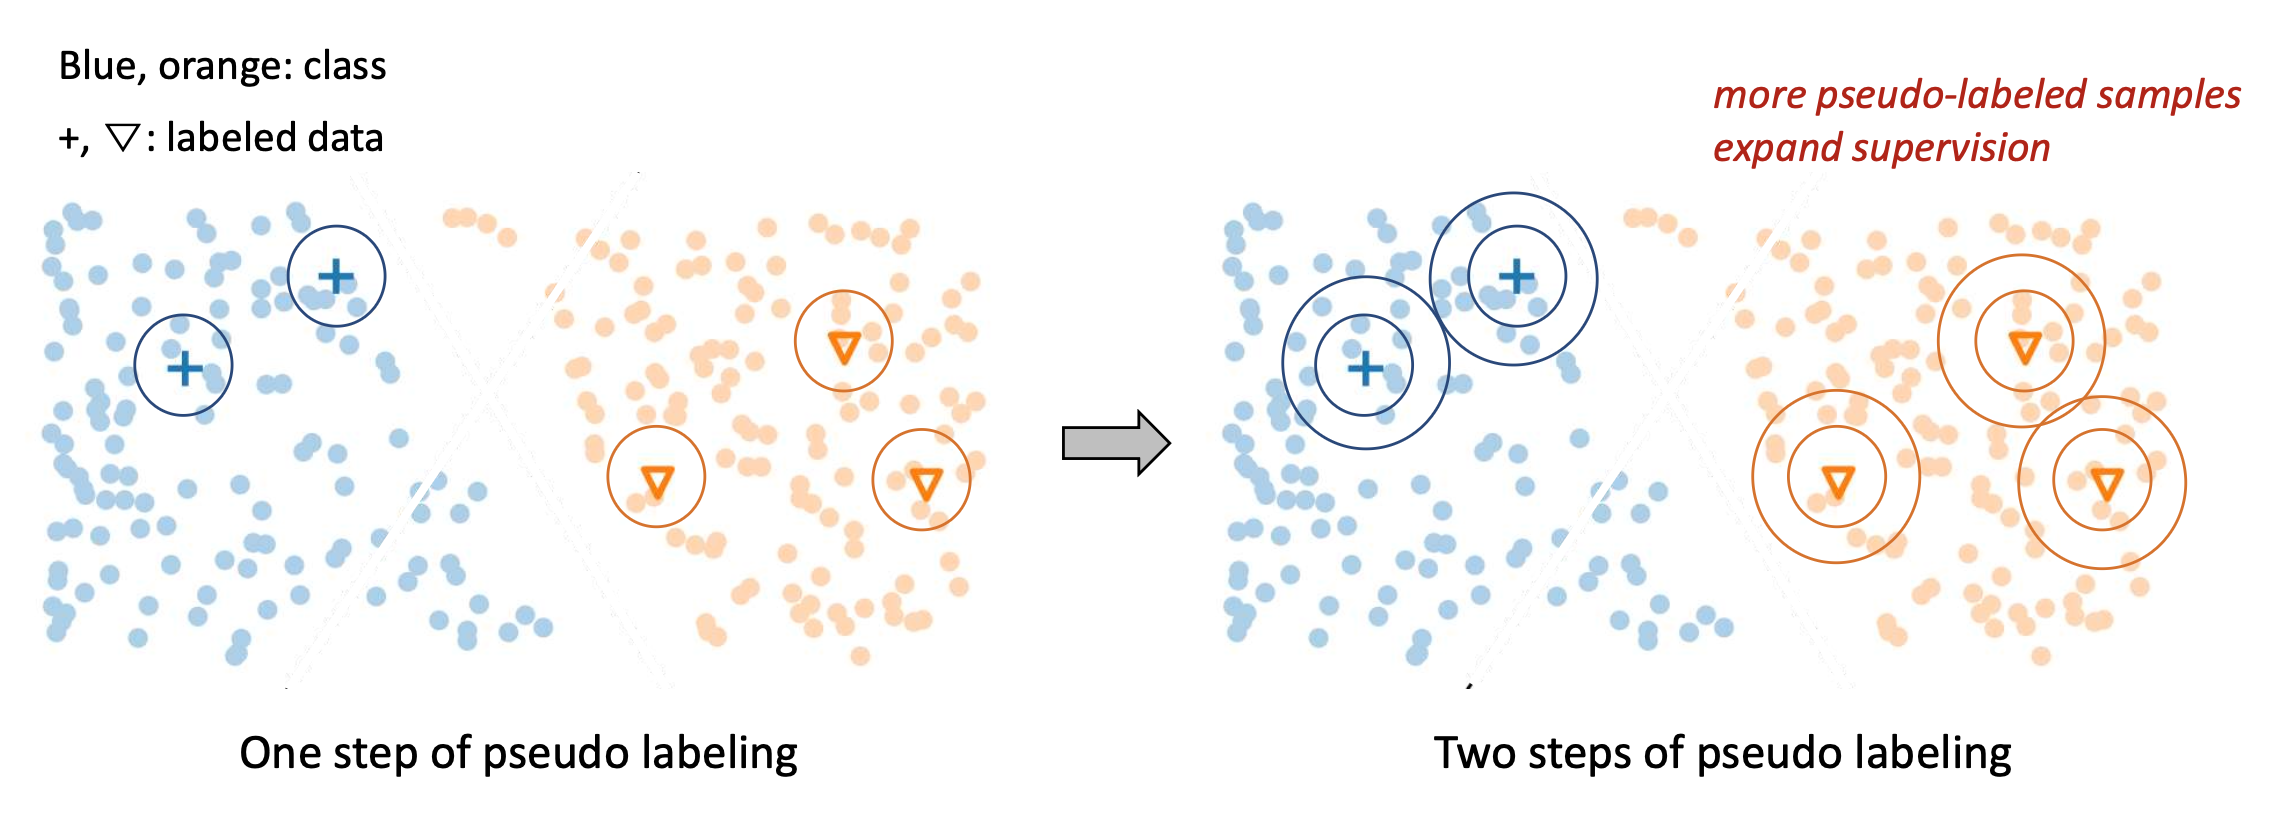 Blue, orange: class
+, ▽: labeled data
more pseudo-labeled samples
expand supervision
One step of pseudo labeling
Two steps of pseudo labeling